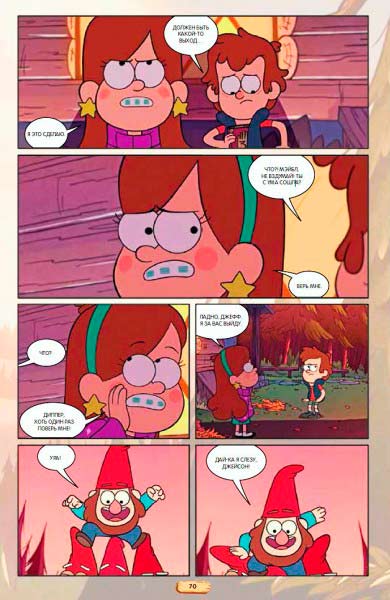 ДОЛЖЕН БЫТЬ
КАКОЙ-ТО
ВЫХОД...
Я ЭТО СДЕЛАЮ.
ЧТО?! МЭЙБЛ,
НЕ ВЗДУМАЙ! ТЫ
С УМА СОШЛА?
ВЕРЬ МНЕ.
ЧТО?
ДИППЕР,
ХОТЬ ОДИН РАЗ
ПОВЕРЬ МНЕ!
ЛАДНО, ДЖЕФФ.
Я ЗА ВАС ВЫЙДУ.
УРА!
ДАЙ-КА Я СЛЕЗУ,
ДЖЕЙСОН!
70